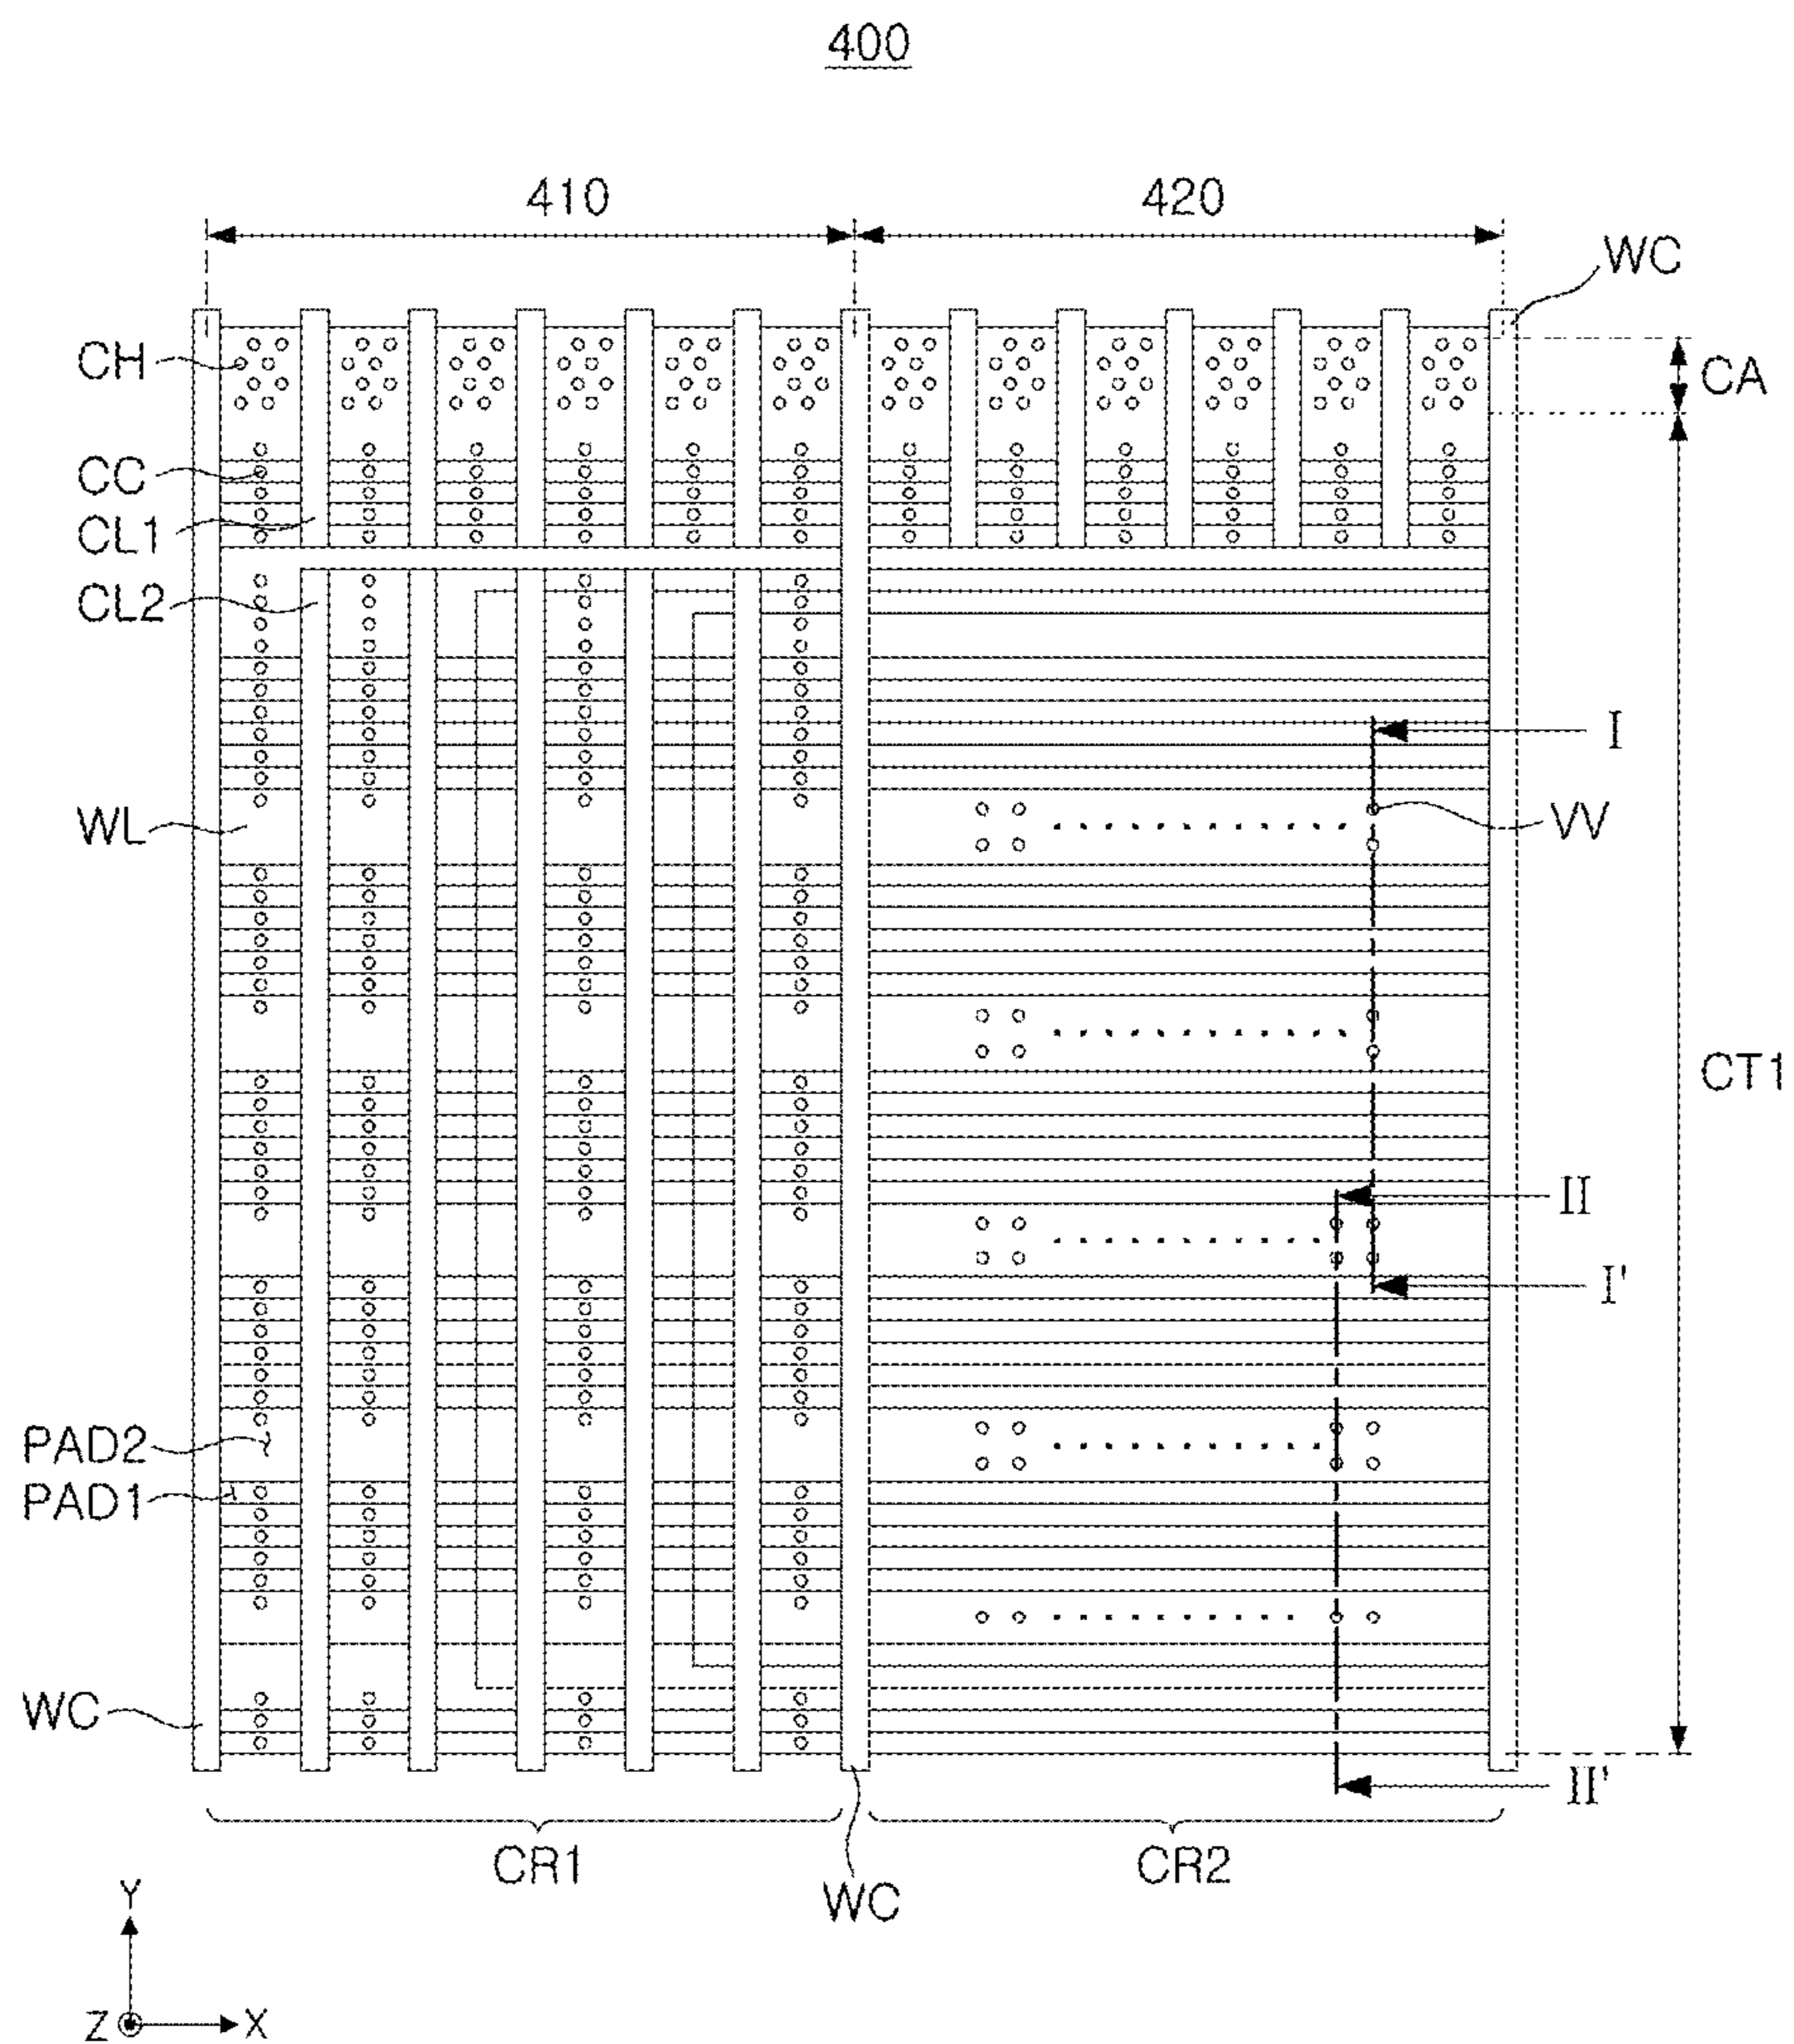 400
410 420
WC
CH
CA
CC
CL1
CL2
I
WL
VV
CT1
II
I'
PAD2
PAD1
WC
II'
CR1
CR2
WC
Y
Z X